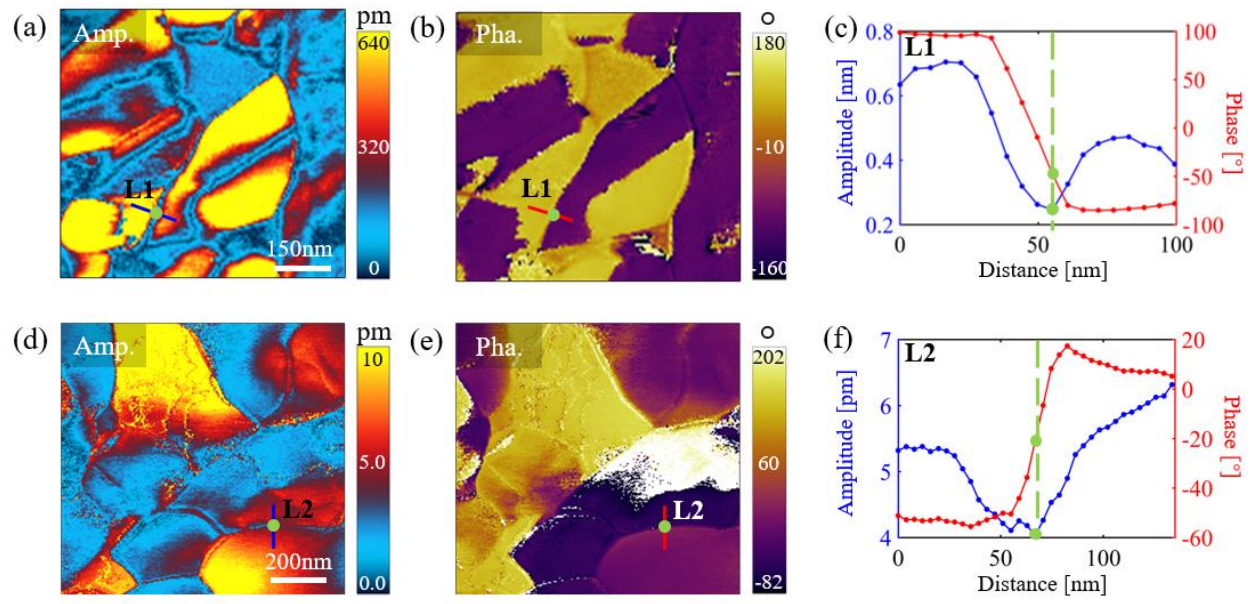 (a)
Amp.
pm
640
320
0
L1
150nm
(b)
Pha.
O
180
-10
-160
L1
(c)
L1
Amplitude [nm]
0.8
0.6
0.4
0.2
Phase [°]
100
50
0
-50
-100
0
50
100
Distance [nm]
(d)
Amp.
pm
10
5.0
0.0
L2
200nm
(e)
Pha.
O
202
60
-82
L2
(f)
L2
Amplitude [pm]
7
6
5
4
Phase [°]
20
0
-20
-40
-60
0
50
100
Distance [nm]